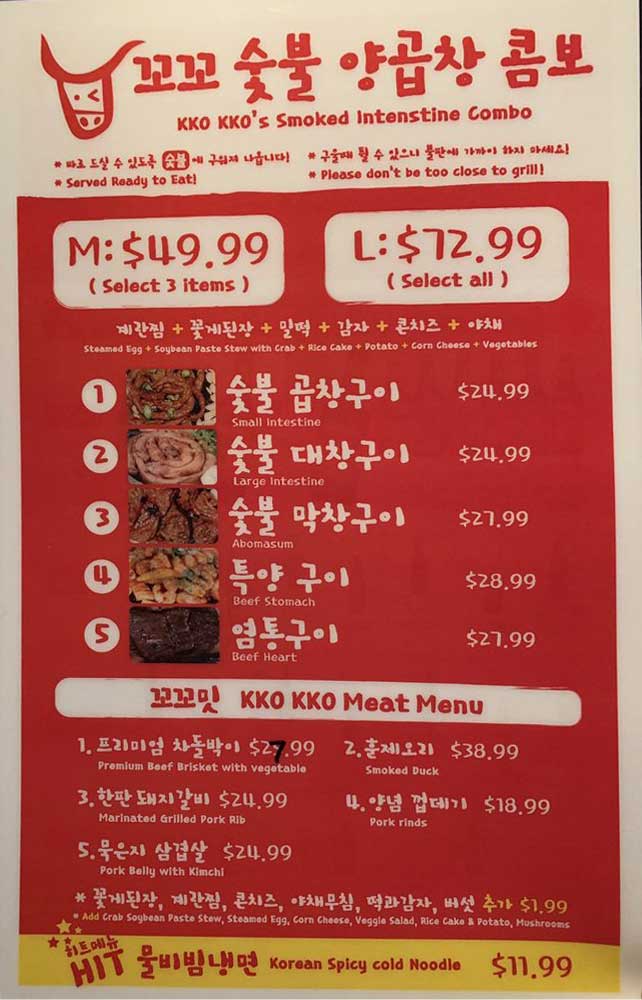 꼬꼬 숯불 양곱창 콤보
KKO KKO's Smoked Intenstine Combo
* 바로 드실 수 있도록 숯불에 구워져 나옵니다!
* Served Ready to Eat!
* 구울때 튈 수 있으니 불판에 가까이 하지 마세요!
* Please don't be too close to grill!
M: $49.99
( Select 3 items )
L: $72.99
( Select all )
계란찜 + 꽃게된장 + 밀떡 + 감자 + 콘치즈 + 야채
Steamed Egg + Soybean Paste Stew with Crab + Rice Cake + Potato + Corn Cheese + Vegetables
1 숯불 곱창구이 $24.99
Small Intestine
2 숯불 대창구이 $24.99
Large Intestine
3 숯불 막창구이 $27.99
Abomasum
4 특양 구이 $28.99
Beef Stomach
5 염통구이 $27.99
Beef Heart
꼬꼬밋 KKO KKO Meat Menu
1. 프리미엄 차돌박이 $27.99
Premium Beef Brisket with vegetable
2. 훈제오리 $38.99
Smoked Duck
3. 한판 돼지갈비 $24.99
Marinated Grilled Pork Rib
4. 양념 껍데기 $18.99
Pork rinds
5. 묵은지 삼겹살 $24.99
Pork Belly with Kimchi
* 꽃게된장, 계란찜, 콘치즈, 야채무침, 떡과감자, 버섯 추가 $1.99
* Add Crab Soybean Paste Stew, Steamed Egg, Corn Cheese, Veggie Salad, Rice Cake & Potato, Mushrooms
히트메뉴
HIT 물비빔냉면 Korean Spicy cold Noodle $11.99